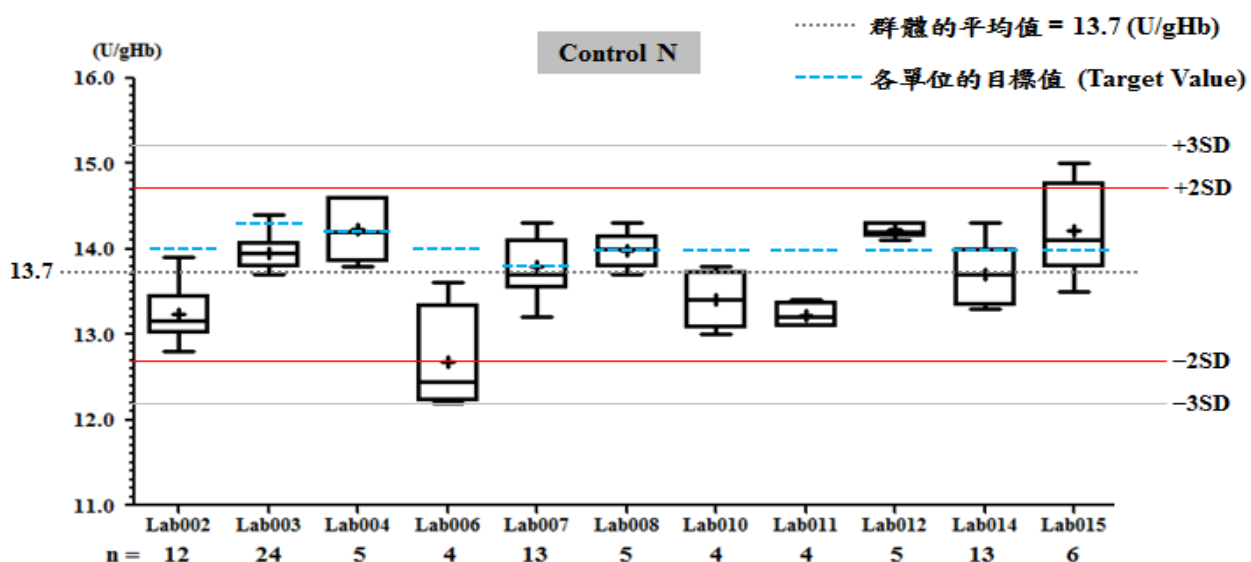 群體的平均值 = 13.7 (U/gHb)
(U/gHb)
Control N
各單位的目標值 (Target Value)
16.0
+3SD
15.0
+2SD
14.0
13.7
13.0
−2SD
−3SD
12.0
11.0
Lab002 Lab003 Lab004 Lab006 Lab007 Lab008 Lab010 Lab011 Lab012 Lab014 Lab015
n = 12 24 5 4 13 5 4 4 5 13 6